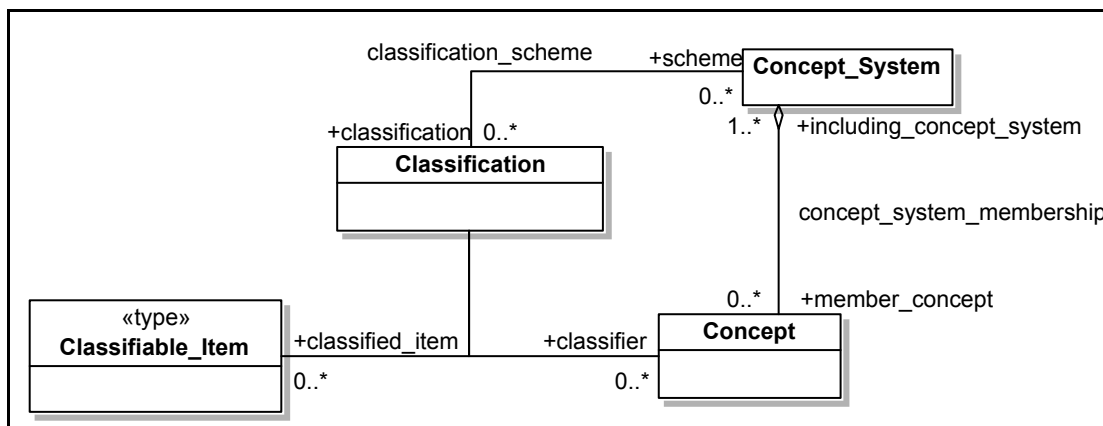 classification_scheme
+scheme
Concept_System
0..*
1..*
+including_concept_system
+classification
0..*
Classification
concept_system_membership
«type»
Classifiable_Item
+classified_item
0..*
+classifier
0..*
0..*
+member_concept
Concept